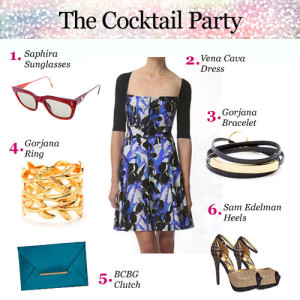 The Cocktail Party
1. Saphira
Sunglasses
2. Vena Cava
Dress
3. Gorjana
Bracelet
4. Gorjana
Ring
5. BCBG
Clutch
6. Sam Edelman
Heels